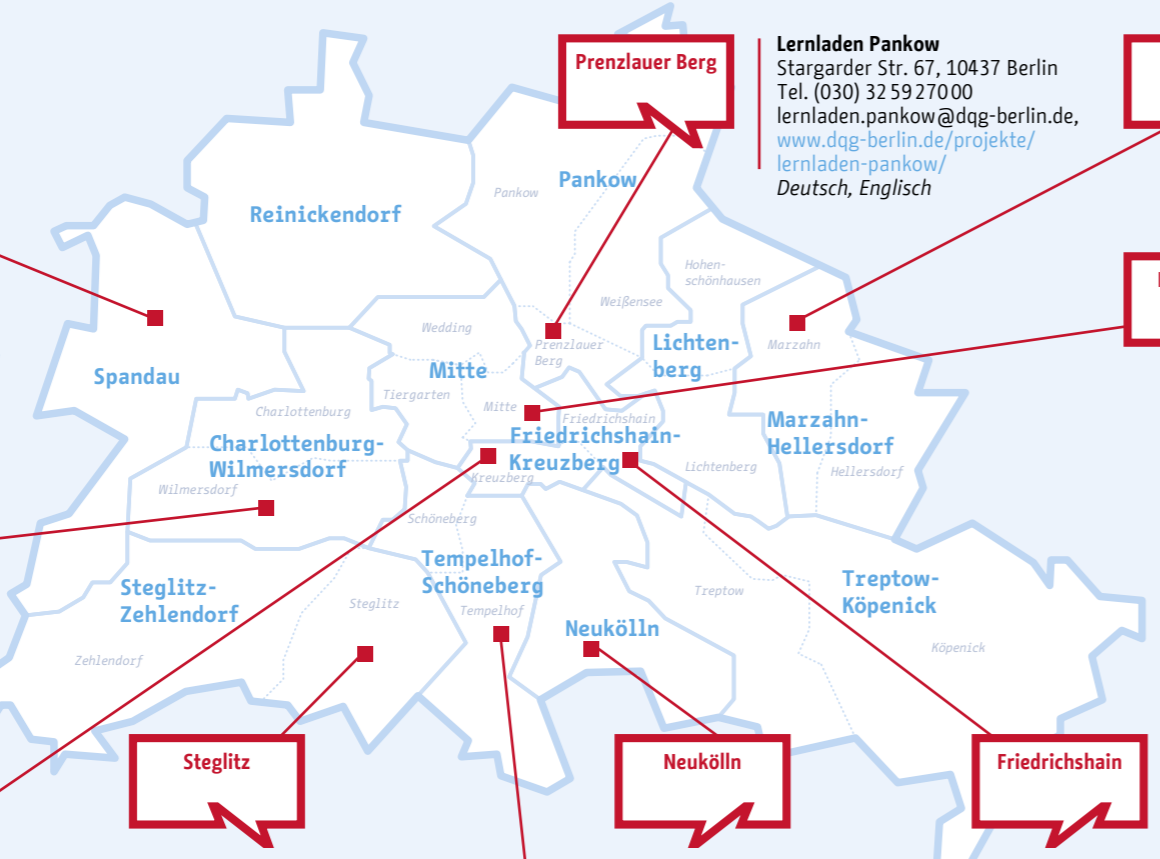 Prenzlauer Berg
Lernladen Pankow
Stargarder Str. 67, 10437 Berlin
Tel. (030) 32 59 27 0 00
lernladen.pankow@dqg-berlin.de,
www.dqg-berlin.de/projekte/
lernladen-pankow/
Deutsch, Englisch
Pankow
Pankow
Reinickendorf
Hohen-
schönhausen
Weißensee
Wedding
Prenzlauer
Berg
Lichten-
berg
Marzahn
Mitte
Spandau
Tiergarten
Mitte
Charlottenburg
Friedrichshain
Marzahn-
Hellersdorf
Charlottenburg-
Wilmersdorf
Friedrichshain-
Kreuzberg
Kreuzberg
Lichtenberg
Hellersdorf
Wilmersdorf
Schöneberg
Tempelhof-
Schöneberg
Steglitz-
Zehlendorf
Steglitz
Tempelhof
Treptow
Treptow-
Köpenick
Neukölln
Köpenick
Zehlendorf
Steglitz
Neukölln
Friedrichshain